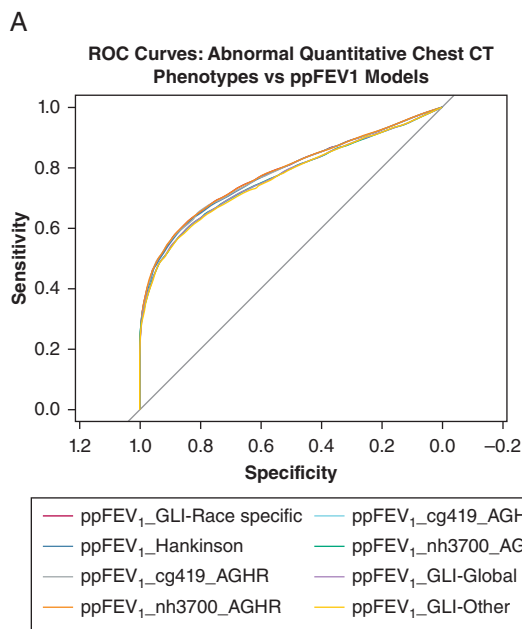 A
ROC Curves: Abnormal Quantitative Chest CT
Phenotypes vs ppFEV1 Models
1.0
0.8
0.6
0.4
0.2
0.0
Sensitivity
1.2 1.0 0.8 0.6 0.4 0.2 0.0 −0.2
Specificity
ppFEV₁_GLI-Race specific ppFEV₁_cg419_AGH
ppFEV₁_Hankinson ppFEV₁_nh3700_AG
ppFEV₁_cg419_AGHR ppFEV₁_GLI-Global
ppFEV₁_nh3700_AGHR ppFEV₁_GLI-Other